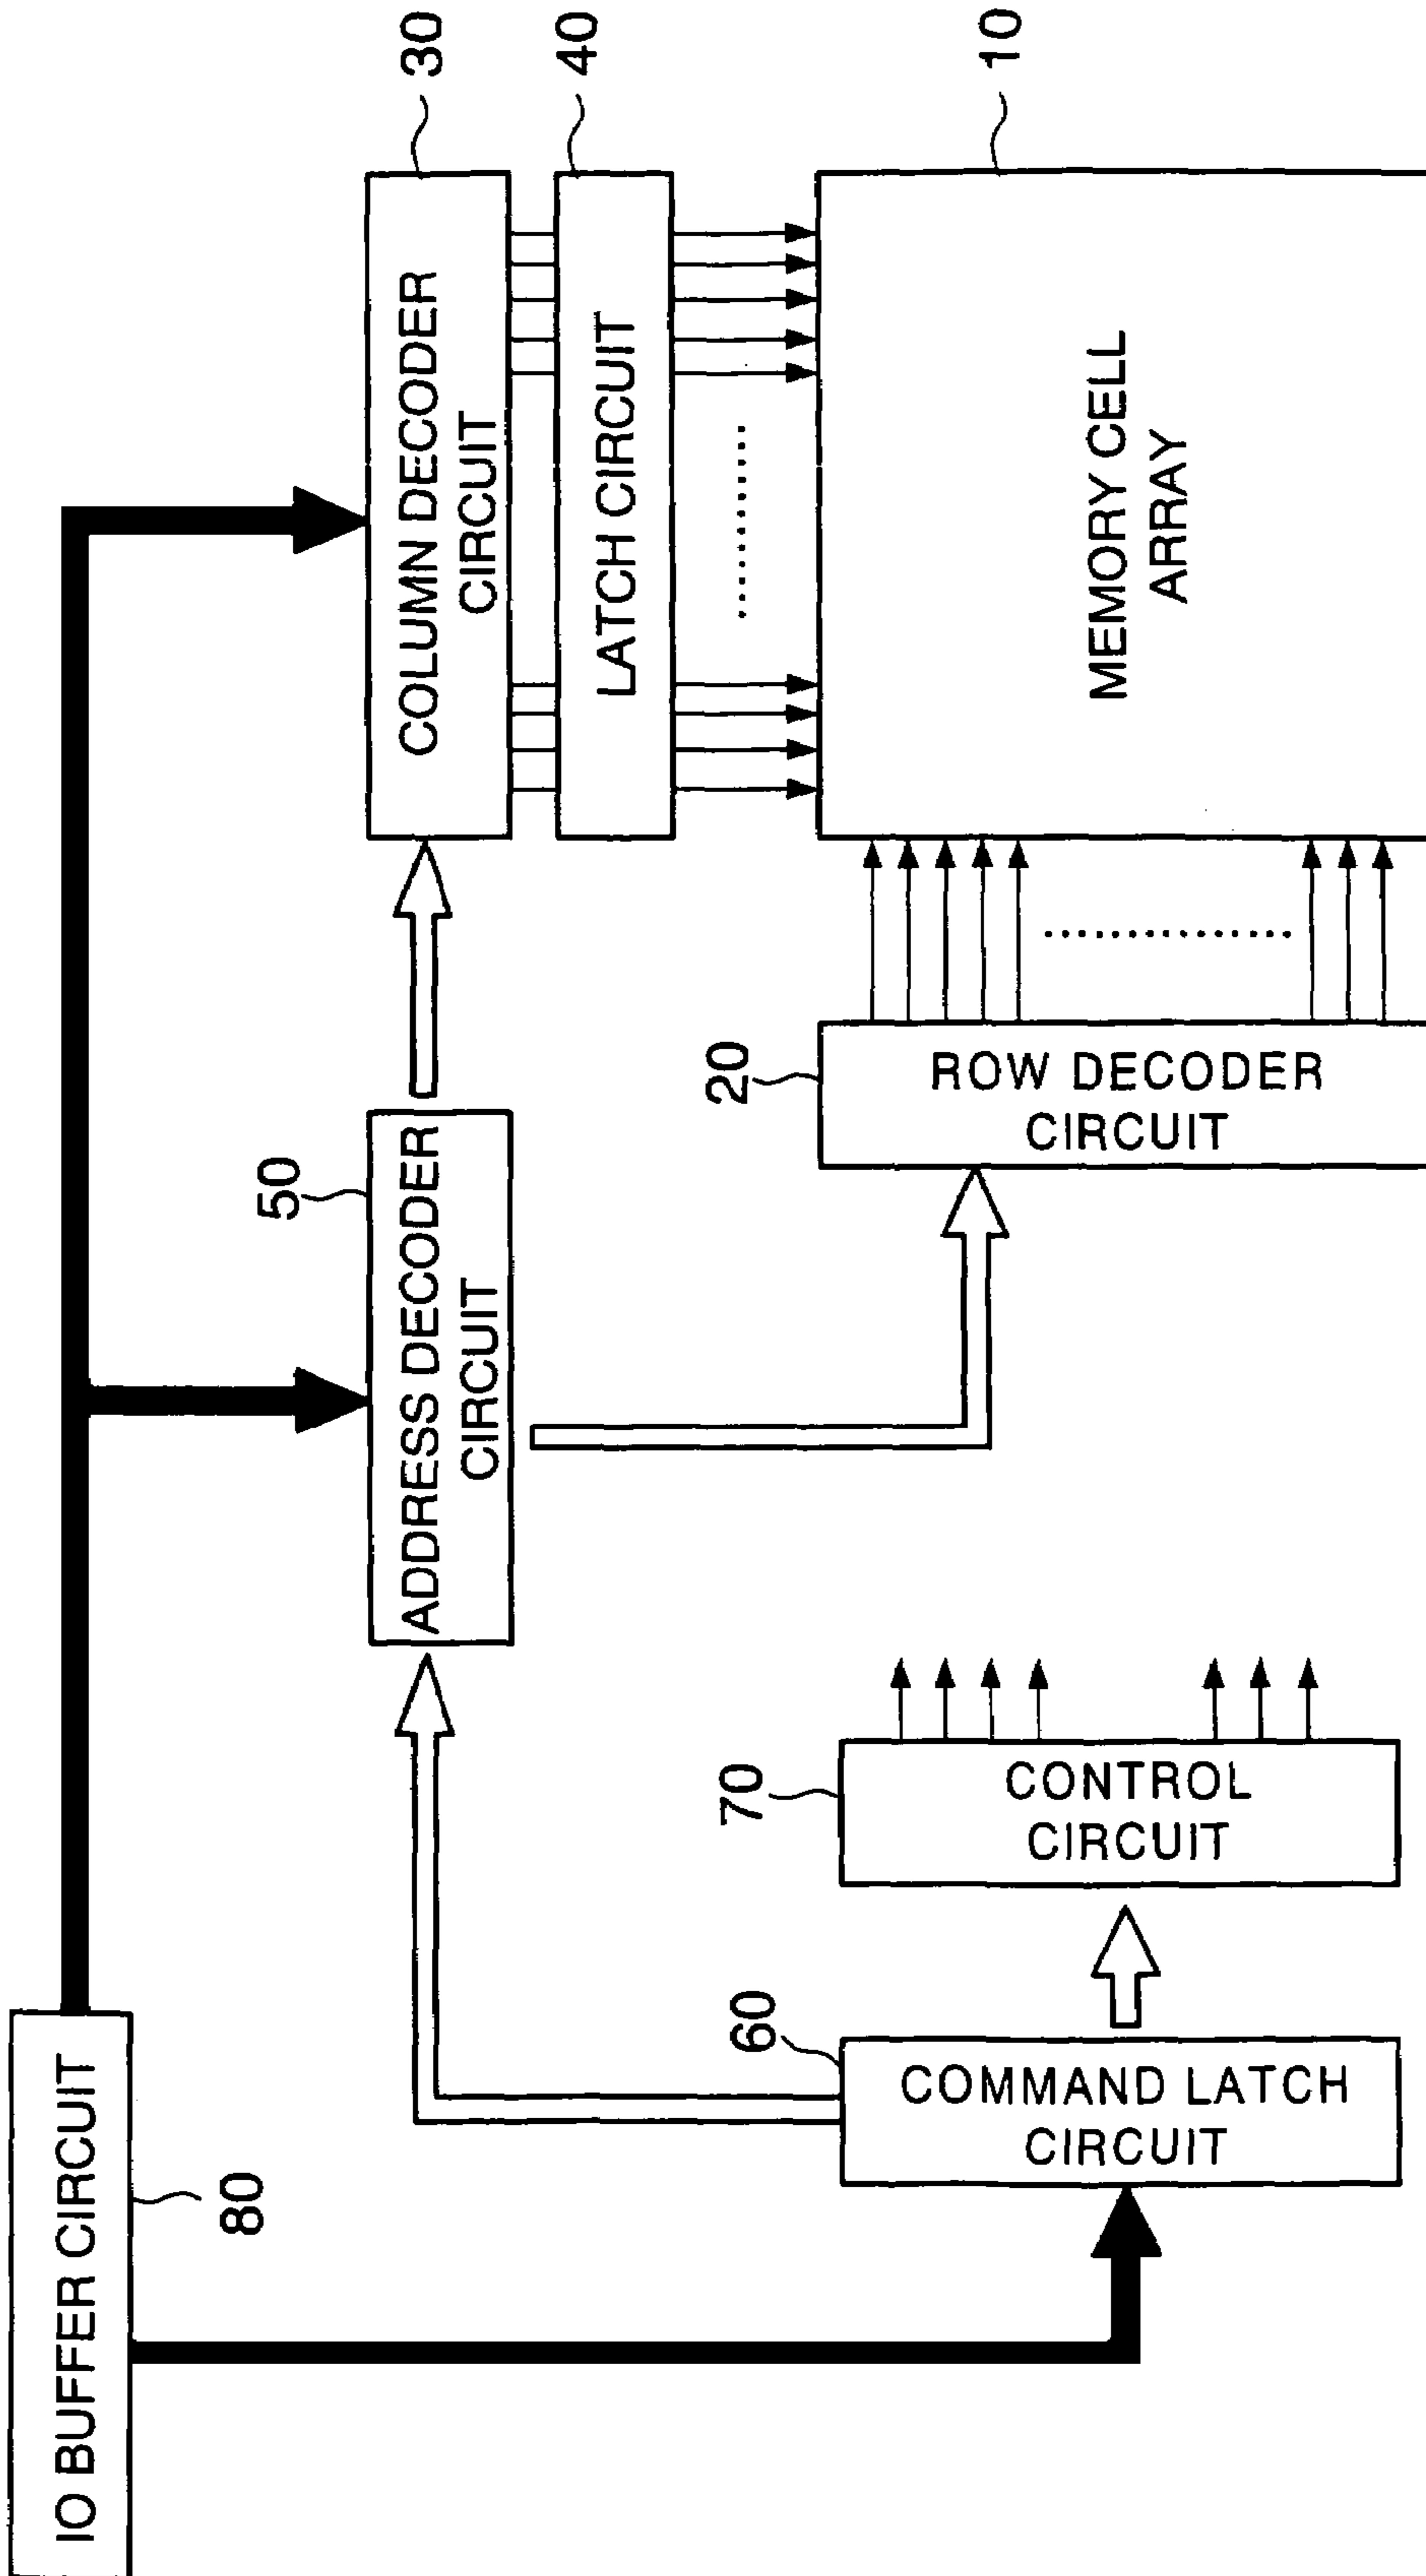 IO BUFFER CIRCUIT
80
50
ADDRESS DECODER
CIRCUIT
30
COLUMN DECODER
CIRCUIT
40
LATCH CIRCUIT
60
COMMAND LATCH
CIRCUIT
70
CONTROL
CIRCUIT
20
ROW DECODER
CIRCUIT
10
MEMORY CELL
ARRAY